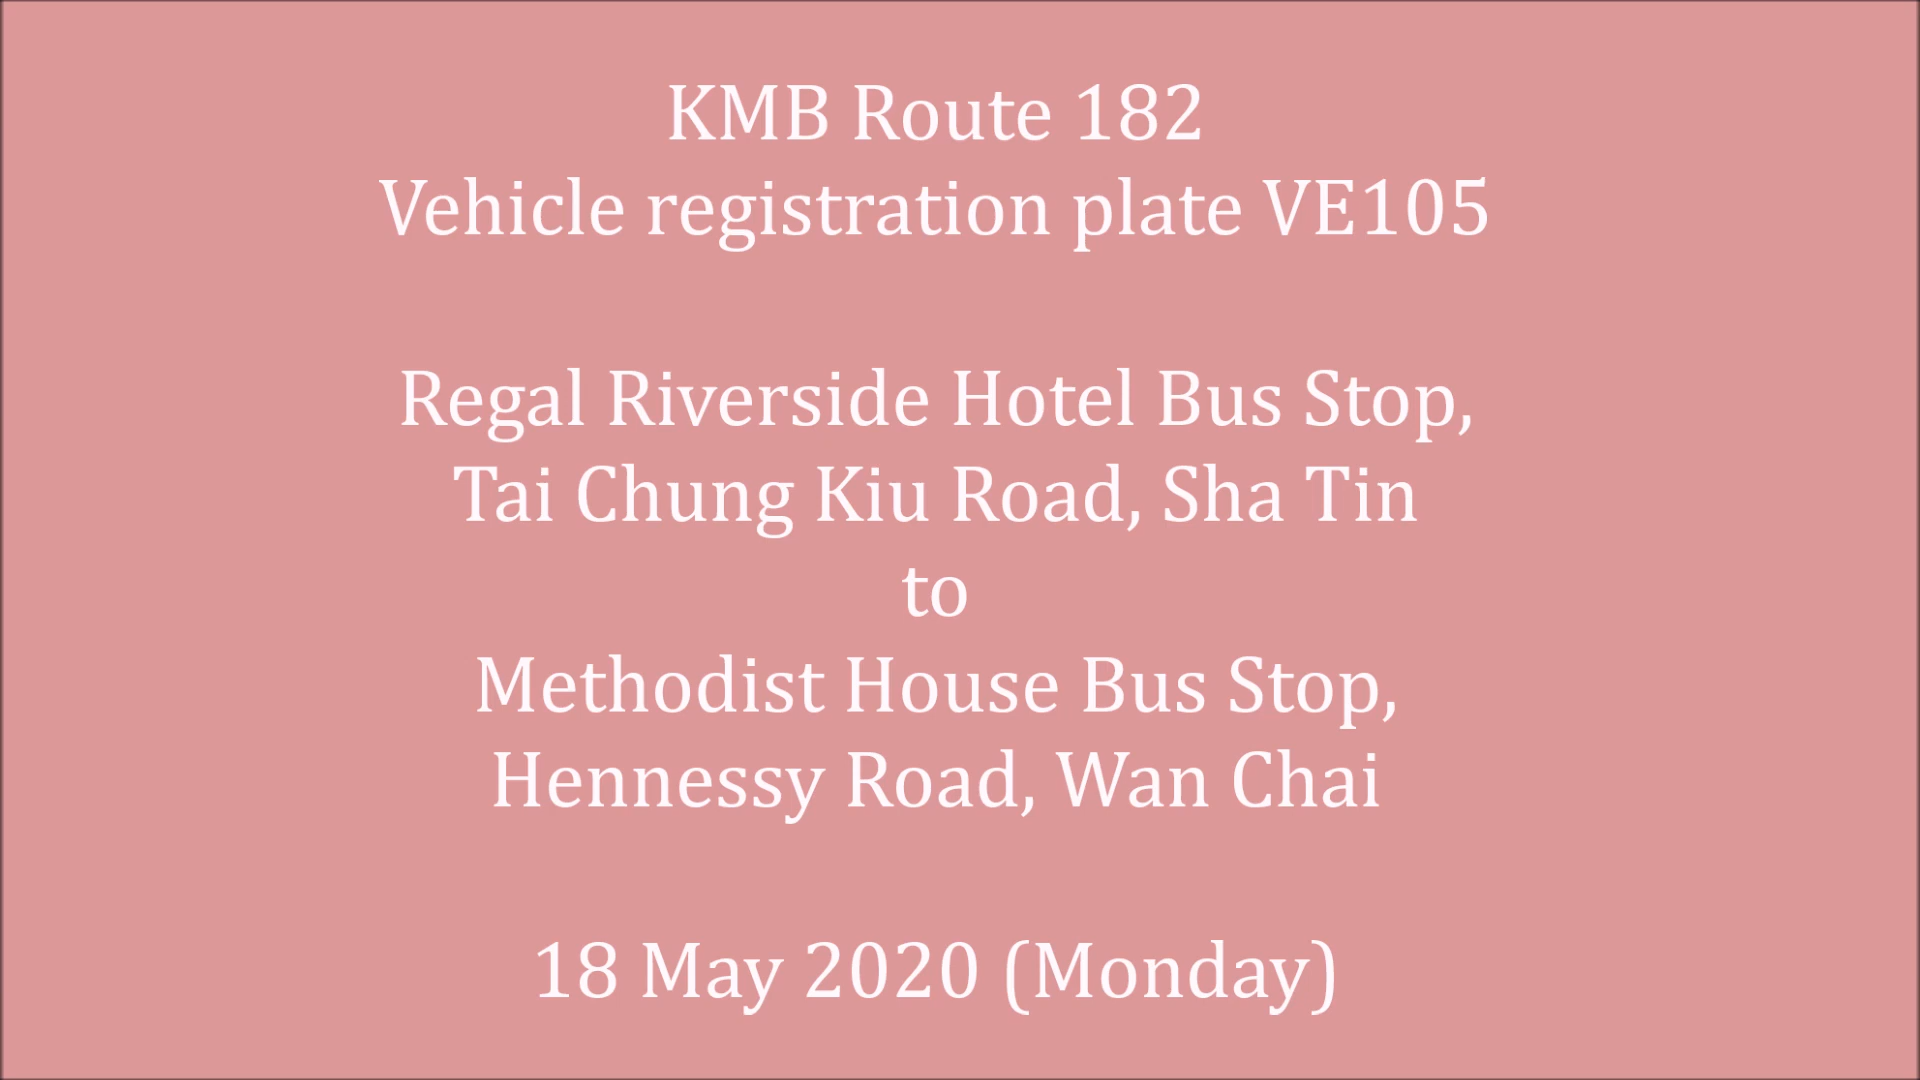 KMB Route 182
Vehicle registration plate VE105
Regal Riverside Hotel Bus Stop,
Tai Chung Kiu Road, Sha Tin
to
Methodist House Bus Stop,
Hennessy Road, Wan Chai
18 May 2020 (Monday)